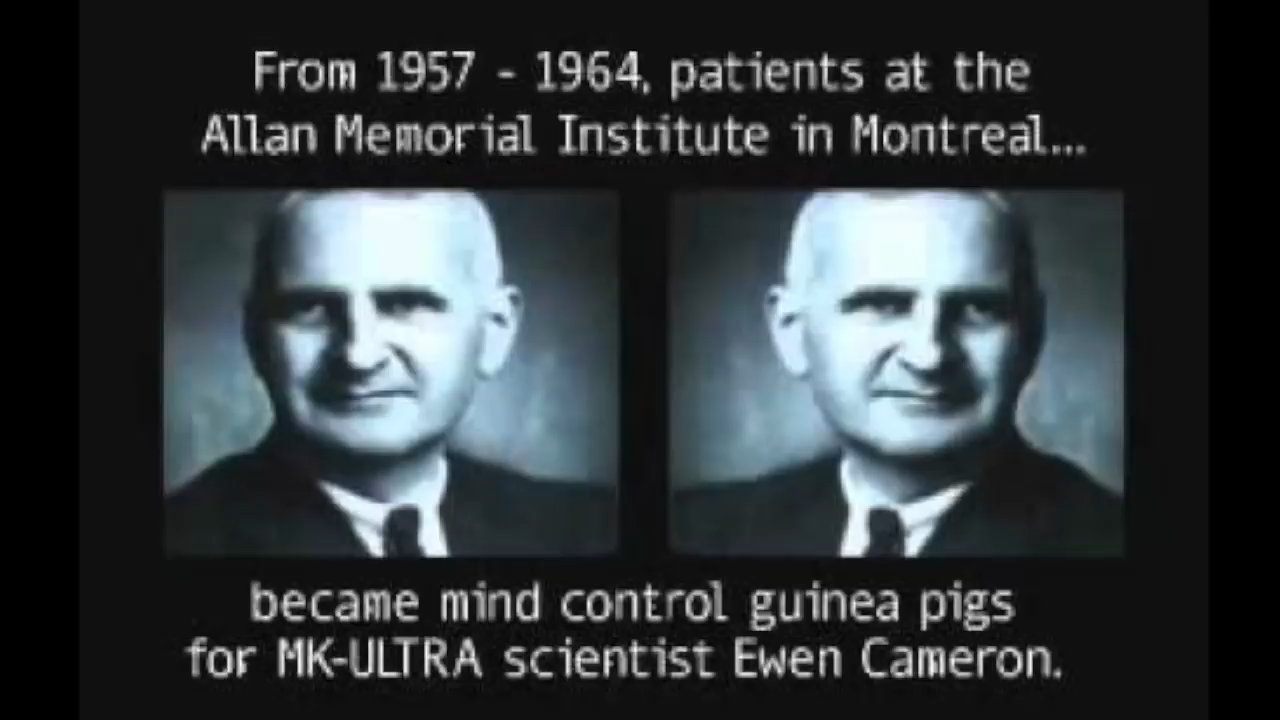 From 1957 - 1964, patients at the
Allan Memorial Institute in Montreal...
became mind control guinea pigs
for MK-ULTRA scientist Ewen Cameron.